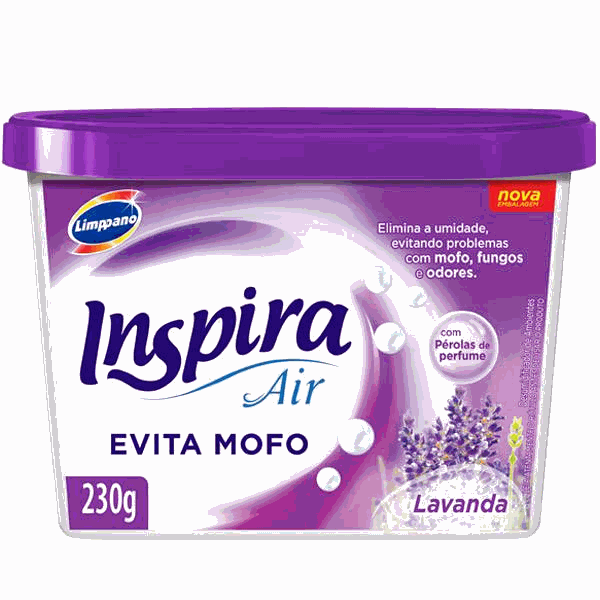 Limppano
nova
EMBALAGEM
Elimina a umidade,
evitando problemas
com mofo, fungos
e odores.
Inspira
Air
EVITA MOFO
com
Pérolas de
perfume
230g
Lavanda